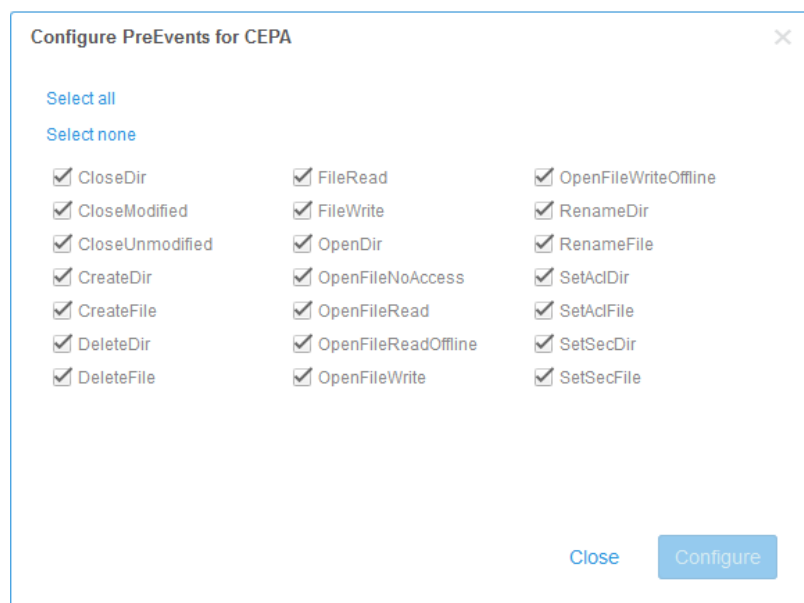 Configure PreEvents for CEPA
Select all
Select none
CloseDir FileRead OpenFileWriteOffline
CloseModified FileWrite RenameDir
CloseUnmodified OpenDir RenameFile
CreateDir OpenFileNoAccess SetAclDir
CreateFile OpenFileRead SetAclFile
DeleteDir OpenFileReadOffline SetSecDir
DeleteFile OpenFileWrite SetSecFile
Close Configure